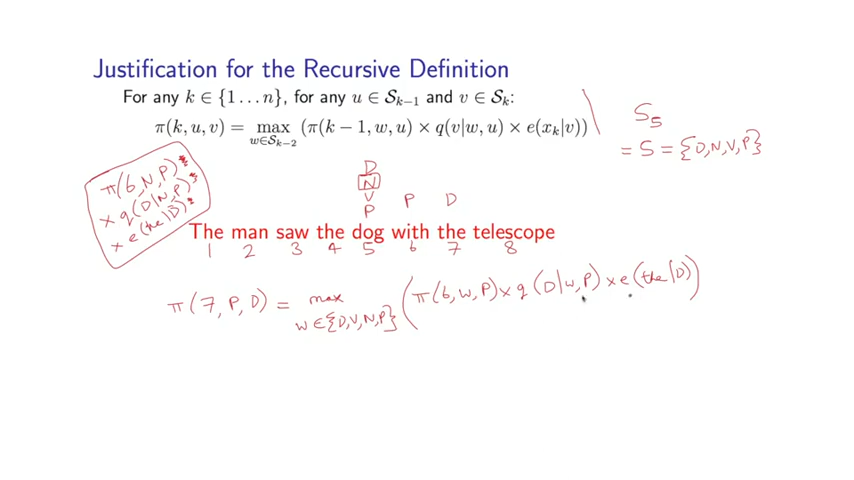 Justification for the Recursive Definition
For any k ∈ {1 . . . n}, for any u ∈ S_{k−1} and v ∈ S_k:
π(k, u, v) = max_{w∈S_{k−2}} (π(k − 1, w, u) × q(v|w, u) × e(x_k|v))
S_5
= S = {D,N,V,P}
π(6,N,P)
× q(D|N,P)
× e(the|D)
D
N
V
P P D
The man saw the dog with the telescope
1 2 3 4 5 6 7 8
π(7, P, D) = max_{w∈{D,V,N,P}} (π(6,w,P) × q(D|w,P) × e(the|D))